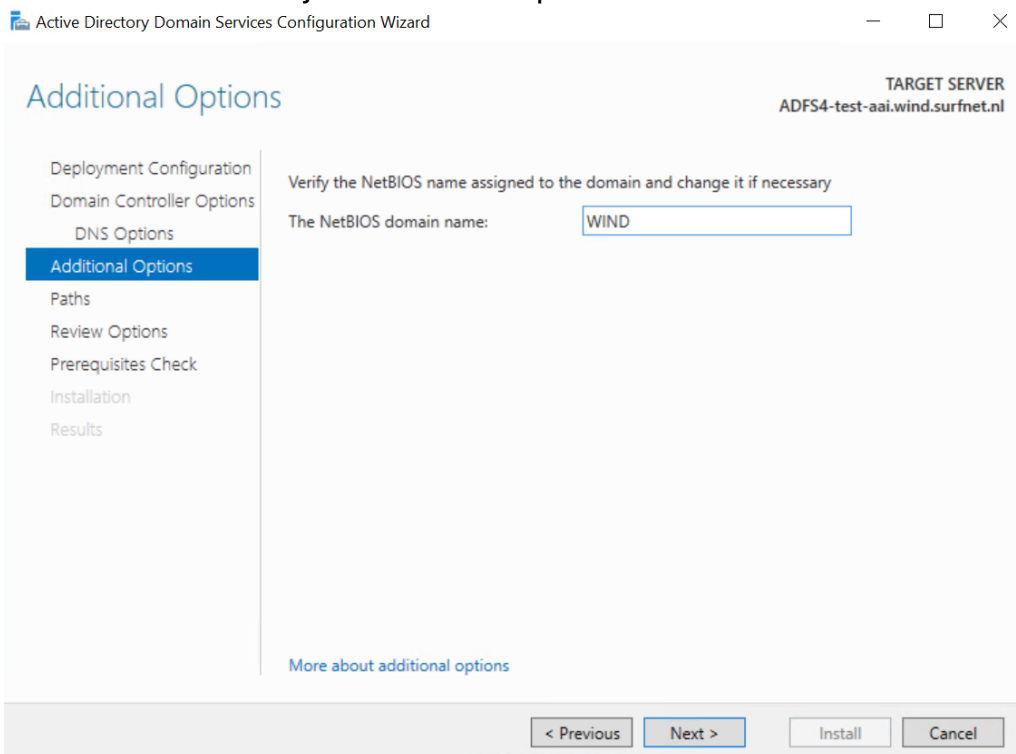 Active Directory Domain Services Configuration Wizard
Additional Options
TARGET SERVER
ADFS4-test-aai.wind.surfnet.nl
Deployment Configuration
Domain Controller Options
DNS Options
Additional Options
Paths
Review Options
Prerequisites Check
Installation
Results
Verify the NetBIOS name assigned to the domain and change it if necessary
The NetBIOS domain name: WIND
More about additional options
< Previous Next > Install Cancel